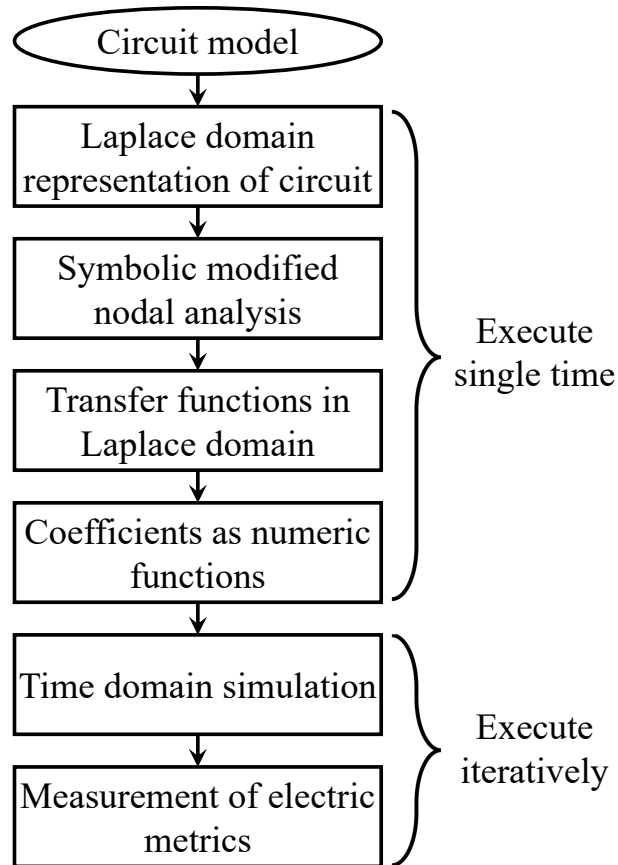 Circuit model
Laplace domain
representation of circuit
Symbolic modified
nodal analysis
Transfer functions in
Laplace domain
Coefficients as numeric
functions
Execute
single time
Time domain simulation
Measurement of electric
metrics
Execute
iteratively